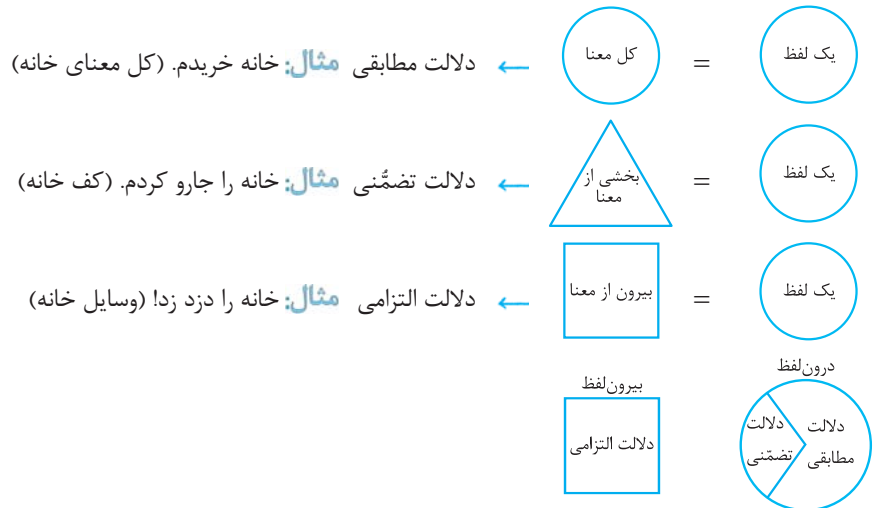 یک لفظ = کل معنا ← دلالت مطابقی مثال: خانه خریدم. (کل معنای خانه)
یک لفظ = بخشی از معنا ← دلالت تضمُّنی مثال: خانه را جارو کردم. (کف خانه)
یک لفظ = بیرون از معنا ← دلالت التزامی مثال: خانه را دزد زد! (وسایل خانه)
درون‌لفظ
دلالت مطابقی
دلالت تضمّنی
بیرون‌لفظ
دلالت التزامی